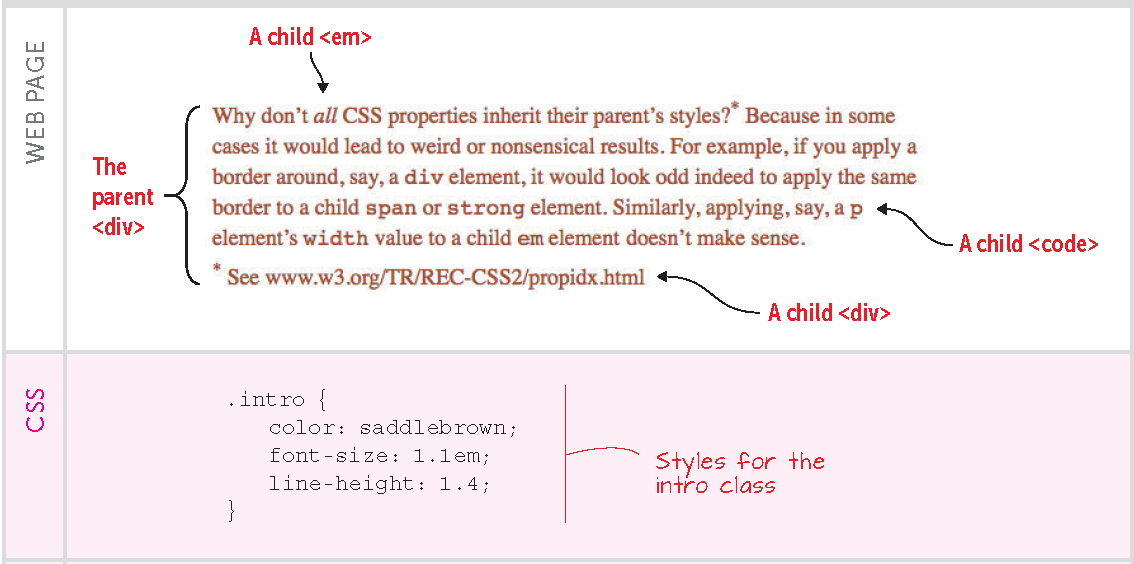 WEB PAGE
A child <em>
The
parent
<div>
Why don’t all CSS properties inherit their parent’s styles?* Because in some
cases it would lead to weird or nonsensical results. For example, if you apply a
border around, say, a div element, it would look odd indeed to apply the same
border to a child span or strong element. Similarly, applying, say, a p
element’s width value to a child em element doesn’t make sense.
* See www.w3.org/TR/REC-CSS2/propidx.html
A child <code>
A child <div>
CSS
.intro {
color: saddlebrown;
font-size: 1.1em;
line-height: 1.4;
}
Styles for the
intro class